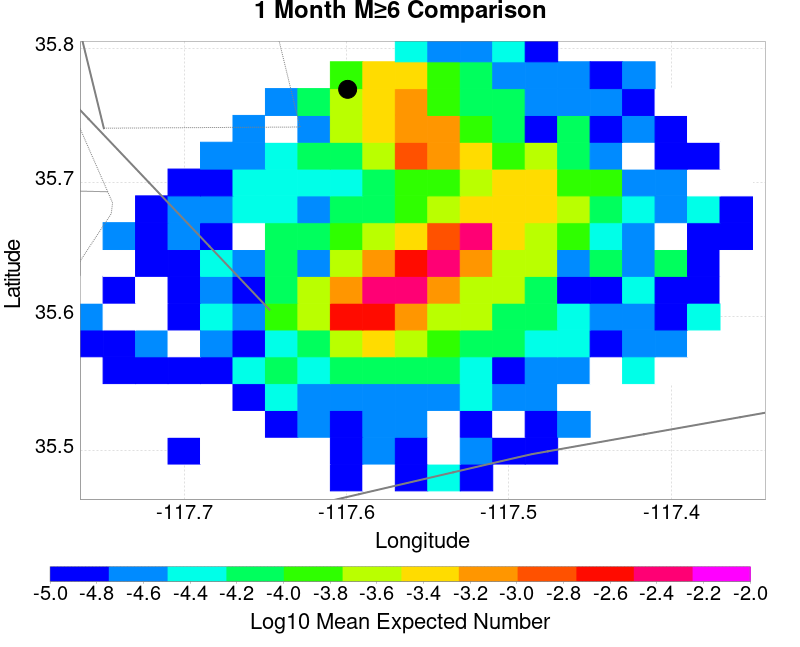 1 Month M≥6 Comparison
35.8
35.7
35.6
35.5
Latitude
-117.7 -117.6 -117.5 -117.4
Longitude
-5.0 -4.8 -4.6 -4.4 -4.2 -4.0 -3.8 -3.6 -3.4 -3.2 -3.0 -2.8 -2.6 -2.4 -2.2 -2.0
Log10 Mean Expected Number